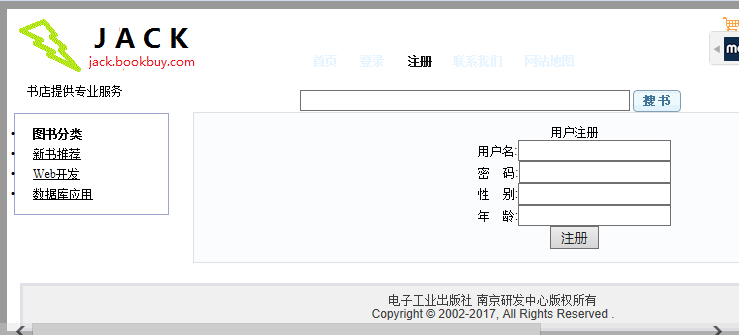 JACK
jack.bookbuy.com
首页 登录 注册 联系我们 网站地图
书店提供专业服务
搜 书
图书分类
新书推荐
Web开发
数据库应用
用户注册
用户名:
密 码:
性 别:
年 龄:
注册
电子工业出版社 南京研发中心版权所有
Copyright © 2002-2017, All Rights Reserved .